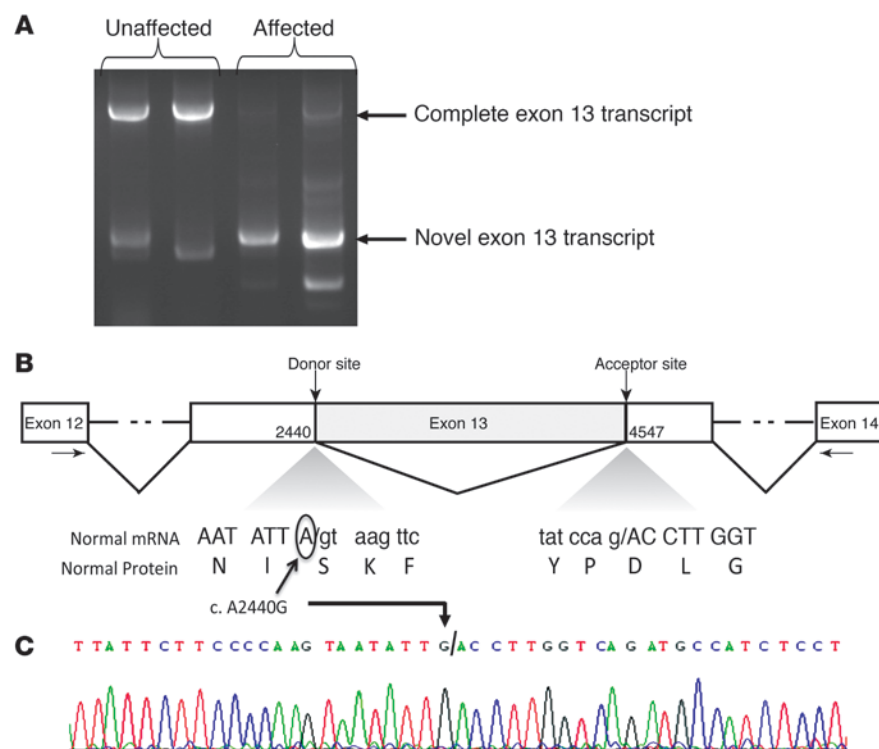 A
Unaffected Affected
Complete exon 13 transcript
Novel exon 13 transcript
B
Donor site Acceptor site
Exon 12 2440 Exon 13 4547 Exon 14
Normal mRNA AAT ATT A/gt aag ttc tat cca g/AC CTT GGT
Normal Protein N I S K F Y P D L G
c. A2440G
C
T T A T T C T T C C C C A A G T A A T A T T G / A C C T T G G T C A G A T G C C A T C T C C T